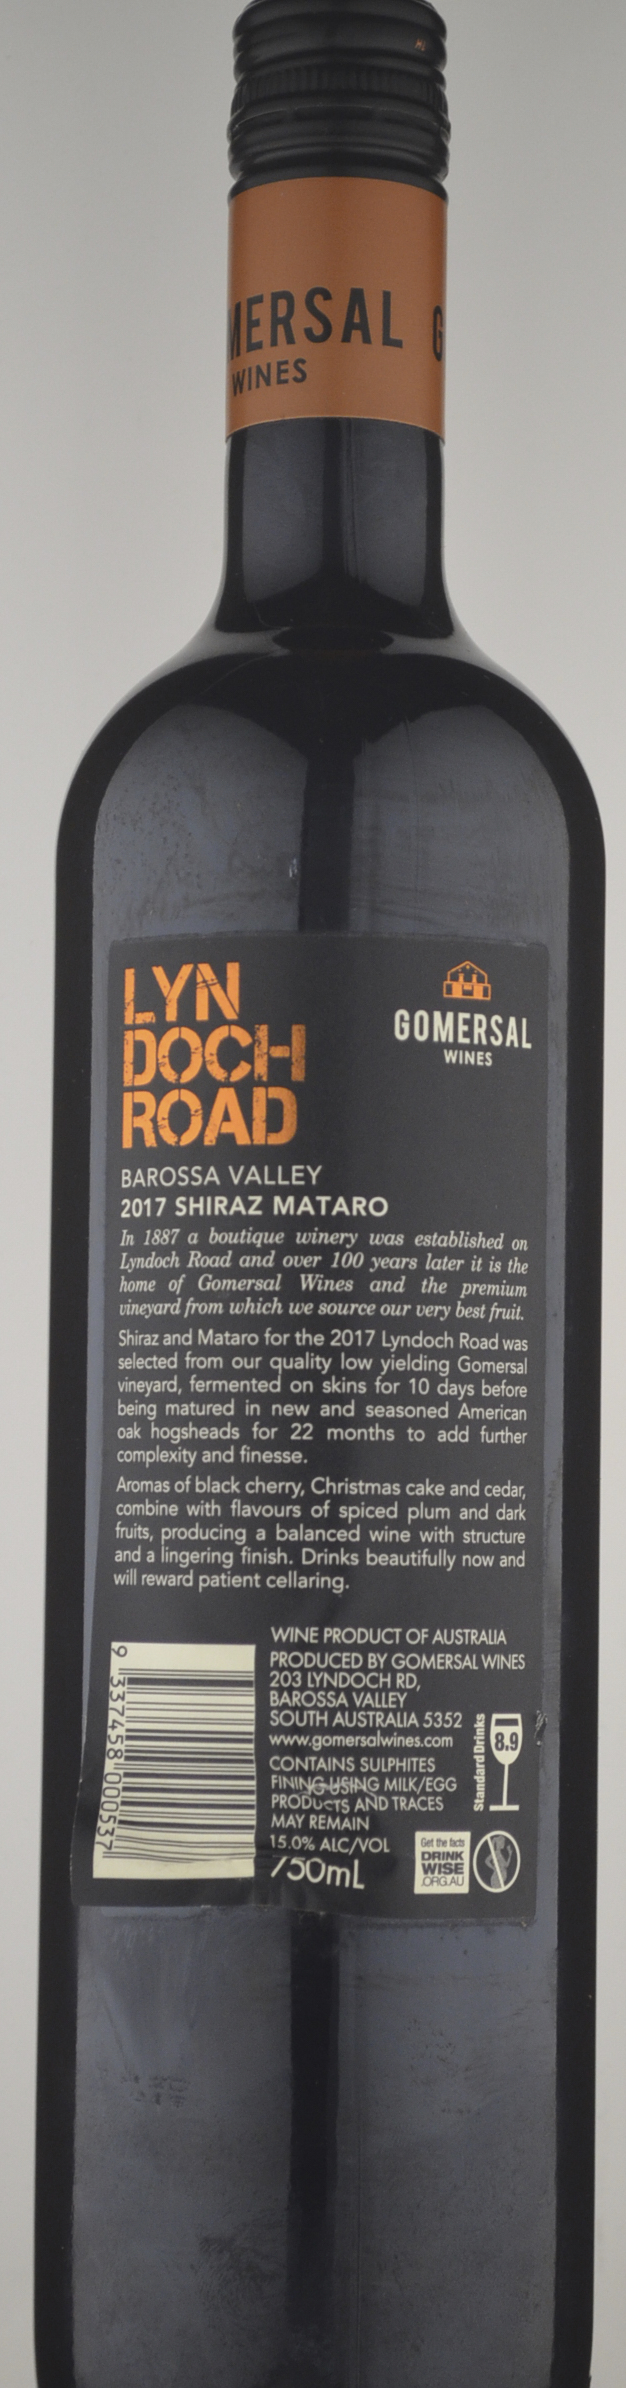 MERSAL G
WINES
LYN
DOCH
ROAD
GOMERSAL
WINES
BAROSSA VALLEY
2017 SHIRAZ MATARO
In 1887 a boutique winery was established on
Lyndoch Road and over 100 years later it is the
home of Gomersal Wines and the premium
vineyard from which we source our very best fruit.
Shiraz and Mataro for the 2017 Lyndoch Road was
selected from our quality low yielding Gomersal
vineyard, fermented on skins for 10 days before
being matured in new and seasoned American
oak hogsheads for 22 months to add further
complexity and finesse.
Aromas of black cherry, Christmas cake and cedar,
combine with flavours of spiced plum and dark
fruits, producing a balanced wine with structure
and a lingering finish. Drinks beautifully now and
will reward patient cellaring.
9 337458 000537
WINE PRODUCT OF AUSTRALIA
PRODUCED BY GOMERSAL WINES
203 LYNDOCH RD,
BAROSSA VALLEY
SOUTH AUSTRALIA 5352
www.gomersalwines.com
CONTAINS SULPHITES
FINING USING MILK/EGG
PRODUCTS AND TRACES
MAY REMAIN
15.0% ALC/VOL
750mL
Standard Drinks
8.9
Get the facts
DRINK
WISE
.ORG.AU